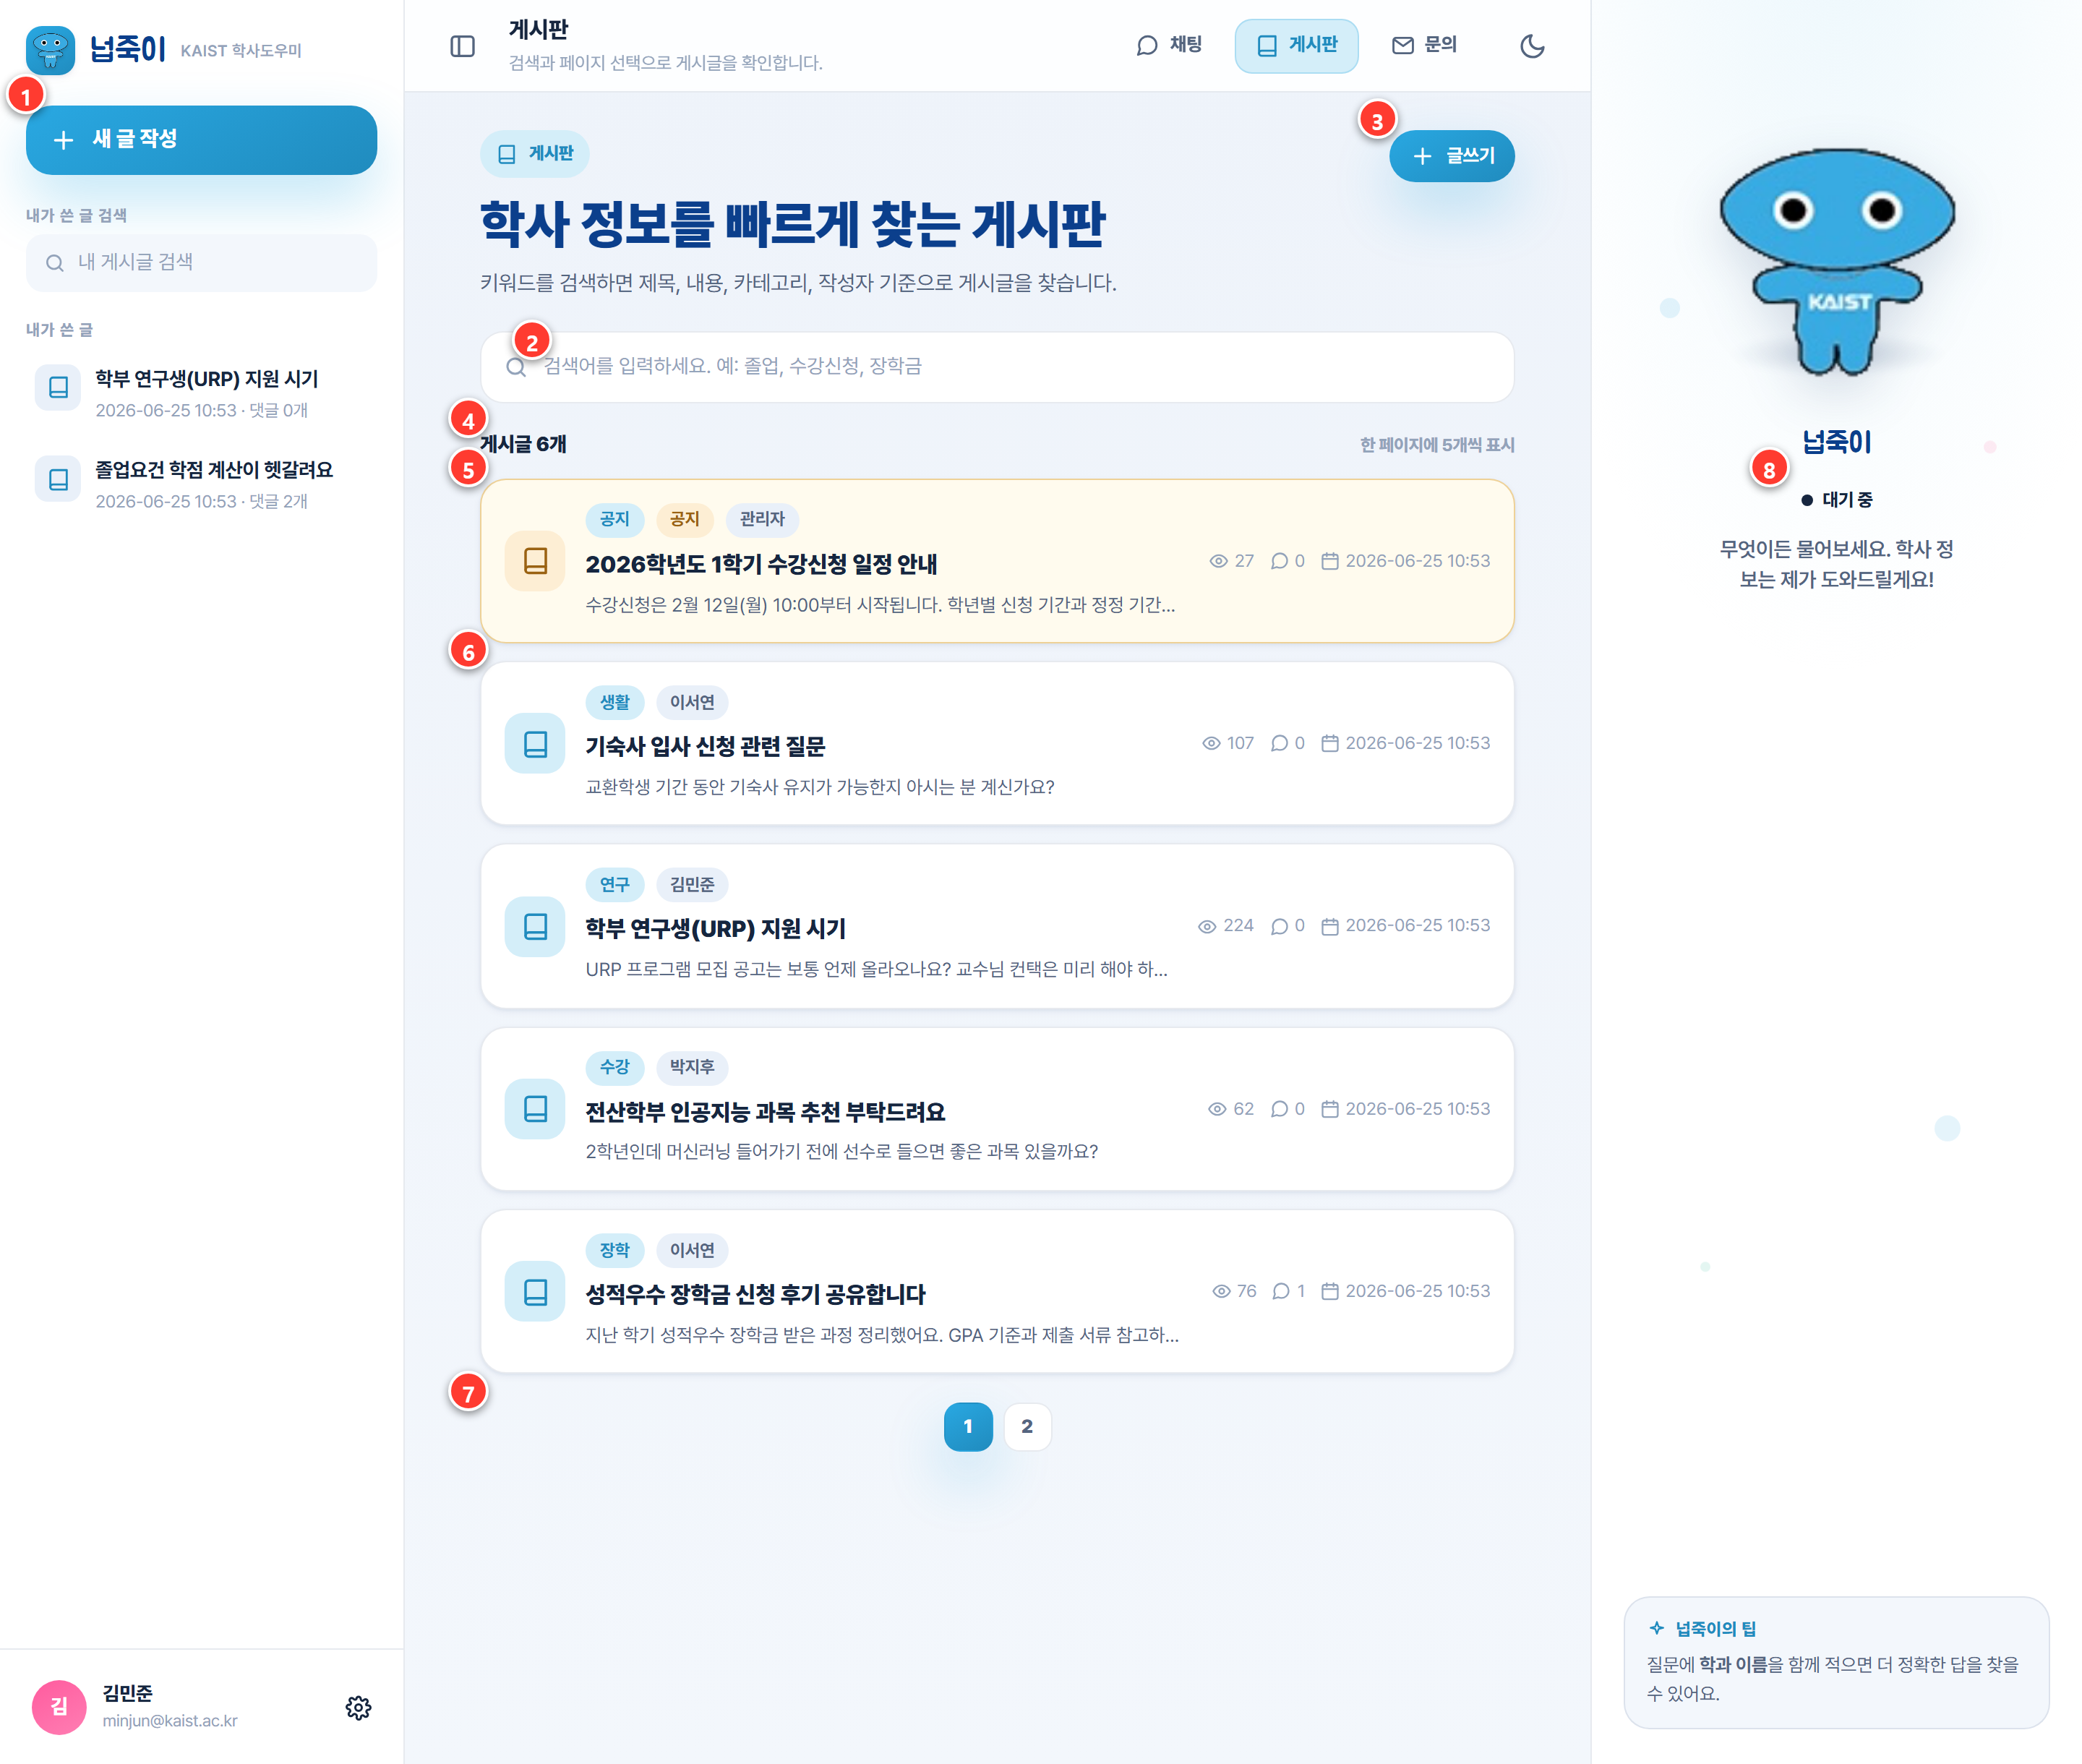 넙죽이 KAIST 학사도우미
1
새 글 작성
내가 쓴 글 검색
내 게시글 검색
내가 쓴 글
학부 연구생(URP) 지원 시기
2026-06-25 10:53 · 댓글 0개
졸업요건 학점 계산이 헷갈려요
2026-06-25 10:53 · 댓글 2개
김 김민준
minjun@kaist.ac.kr
게시판
검색과 페이지 선택으로 게시글을 확인합니다.
채팅 게시판 문의
게시판
3
글쓰기
학사 정보를 빠르게 찾는 게시판
키워드를 검색하면 제목, 내용, 카테고리, 작성자 기준으로 게시글을 찾습니다.
2
검색어를 입력하세요. 예: 졸업, 수강신청, 장학금
4
게시글 6개 한 페이지에 5개씩 표시
5
공지 공지 관리자
2026학년도 1학기 수강신청 일정 안내 27 0 2026-06-25 10:53
수강신청은 2월 12일(월) 10:00부터 시작됩니다. 학년별 신청 기간과 정정 기간...
6
생활 이서연
기숙사 입사 신청 관련 질문 107 0 2026-06-25 10:53
교환학생 기간 동안 기숙사 유지가 가능한지 아시는 분 계신가요?
연구 김민준
학부 연구생(URP) 지원 시기 224 0 2026-06-25 10:53
URP 프로그램 모집 공고는 보통 언제 올라오나요? 교수님 컨택은 미리 해야 하...
수강 박지후
전산학부 인공지능 과목 추천 부탁드려요 62 0 2026-06-25 10:53
2학년인데 머신러닝 들어가기 전에 선수로 들으면 좋은 과목 있을까요?
장학 이서연
성적우수 장학금 신청 후기 공유합니다 76 1 2026-06-25 10:53
지난 학기 성적우수 장학금 받은 과정 정리했어요. GPA 기준과 제출 서류 참고하...
7
1 2
KAIST
넙죽이
8
대기 중
무엇이든 물어보세요. 학사 정
보는 제가 도와드릴게요!
넙죽이의 팁
질문에 학과 이름을 함께 적으면 더 정확한 답을 찾을
수 있어요.